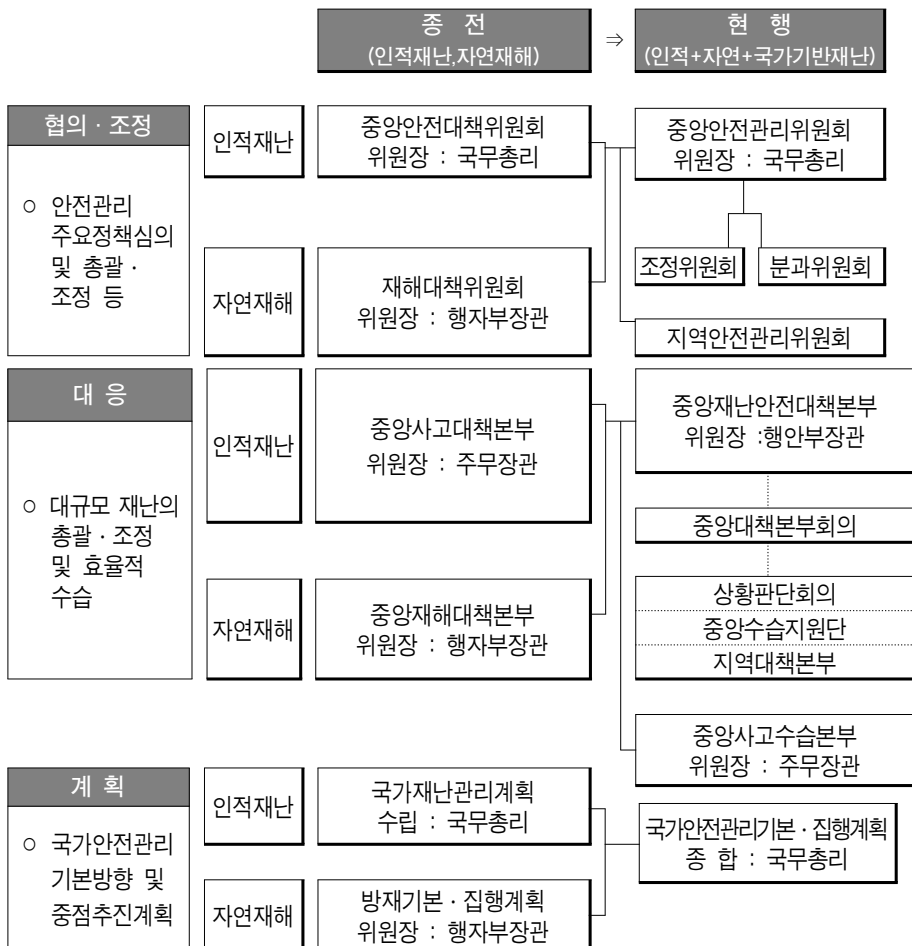 종 전
(인적재난,자연재해)
⇒
현 행
(인적+자연+국가기반재난)
협의 · 조정
○ 안전관리
주요정책심의
및 총괄 ·
조정 등
인적재난
중앙안전대책위원회
위원장 : 국무총리
중앙안전관리위원회
위원장 : 국무총리
조정위원회
분과위원회
자연재해
재해대책위원회
위원장 : 행자부장관
지역안전관리위원회
대 응
○ 대규모 재난의
총괄 · 조정
및 효율적
수습
인적재난
중앙사고대책본부
위원장 : 주무장관
중앙재난안전대책본부
위원장 :행안부장관
중앙대책본부회의
상황판단회의
중앙수습지원단
지역대책본부
자연재해
중앙재해대책본부
위원장 : 행자부장관
중앙사고수습본부
위원장 : 주무장관
계 획
○ 국가안전관리
기본방향 및
중점추진계획
인적재난
국가재난관리계획
수립 : 국무총리
국가안전관리기본 · 집행계획
종 합 : 국무총리
자연재해
방재기본 · 집행계획
위원장 : 행자부장관